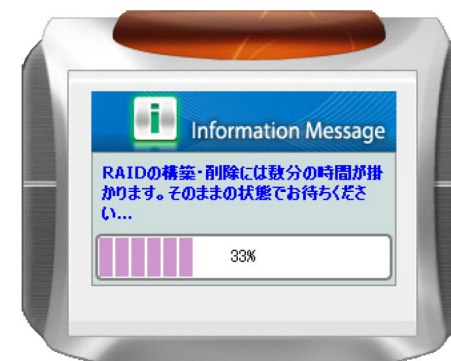 Information Message
RAIDの構築・削除には数分の時間が掛
かります。そのままの状態でお待ちくださ
い...
33%